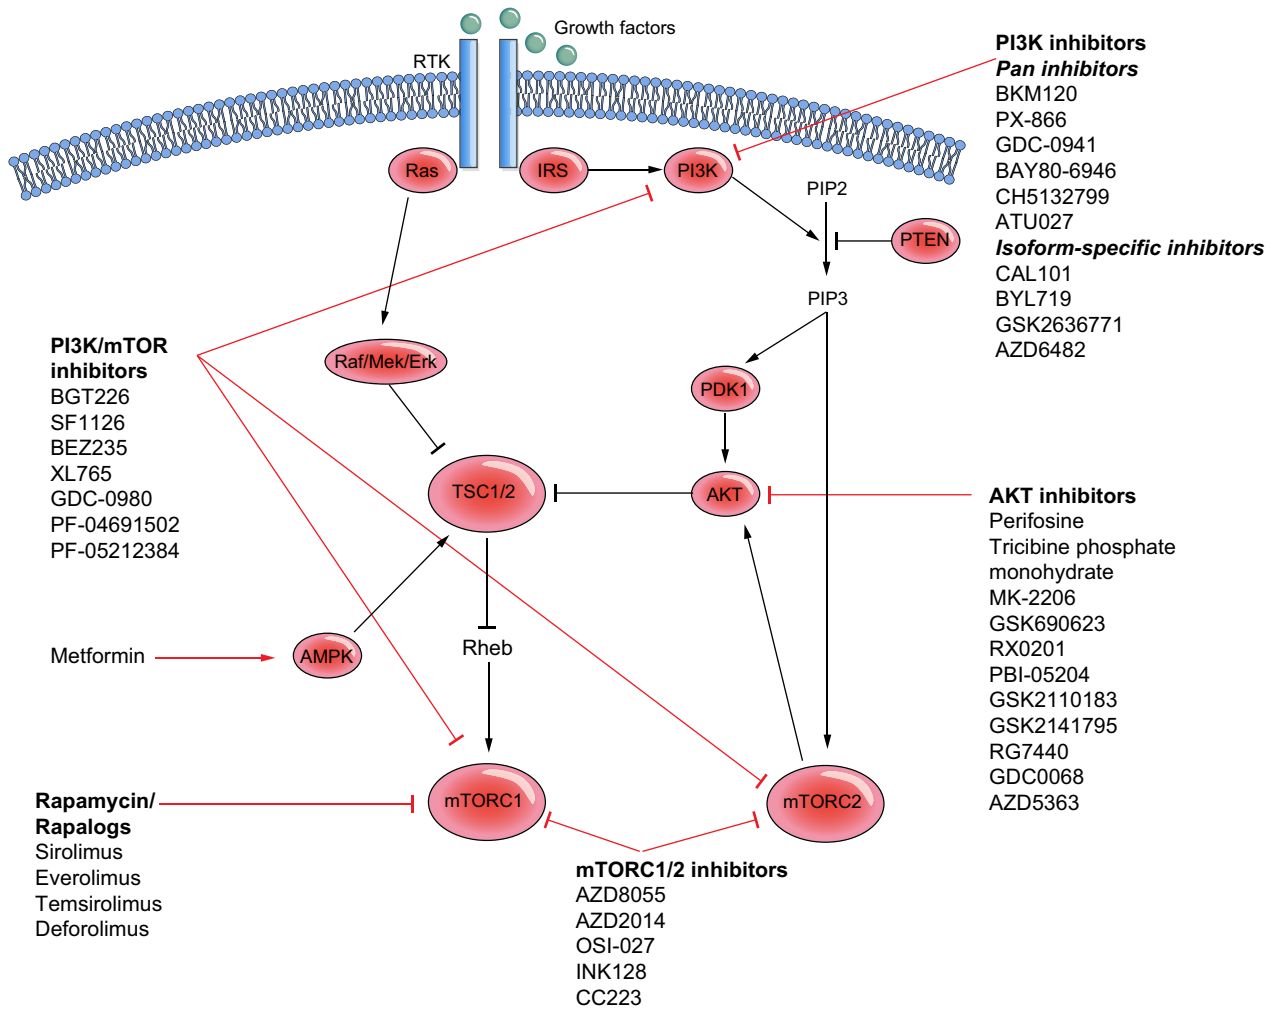 Growth factors
RTK
Ras
IRS
PI3K
PIP2
PTEN
PIP3
Raf/Mek/Erk
PDK1
TSC1/2
AKT
AMPK
Rheb
mTORC1
mTORC2
PI3K inhibitors
Pan inhibitors
BKM120
PX-866
GDC-0941
BAY80-6946
CH5132799
ATU027
Isoform-specific inhibitors
CAL101
BYL719
GSK2636771
AZD6482
PI3K/mTOR
inhibitors
BGT226
SF1126
BEZ235
XL765
GDC-0980
PF-04691502
PF-05212384
AKT inhibitors
Perifosine
Tricibine phosphate
monohydrate
MK-2206
GSK690623
RX0201
PBI-05204
GSK2110183
GSK2141795
RG7440
GDC0068
AZD5363
Metformin
Rapamycin/
Rapalogs
Sirolimus
Everolimus
Temsirolimus
Deforolimus
mTORC1/2 inhibitors
AZD8055
AZD2014
OSI-027
INK128
CC223